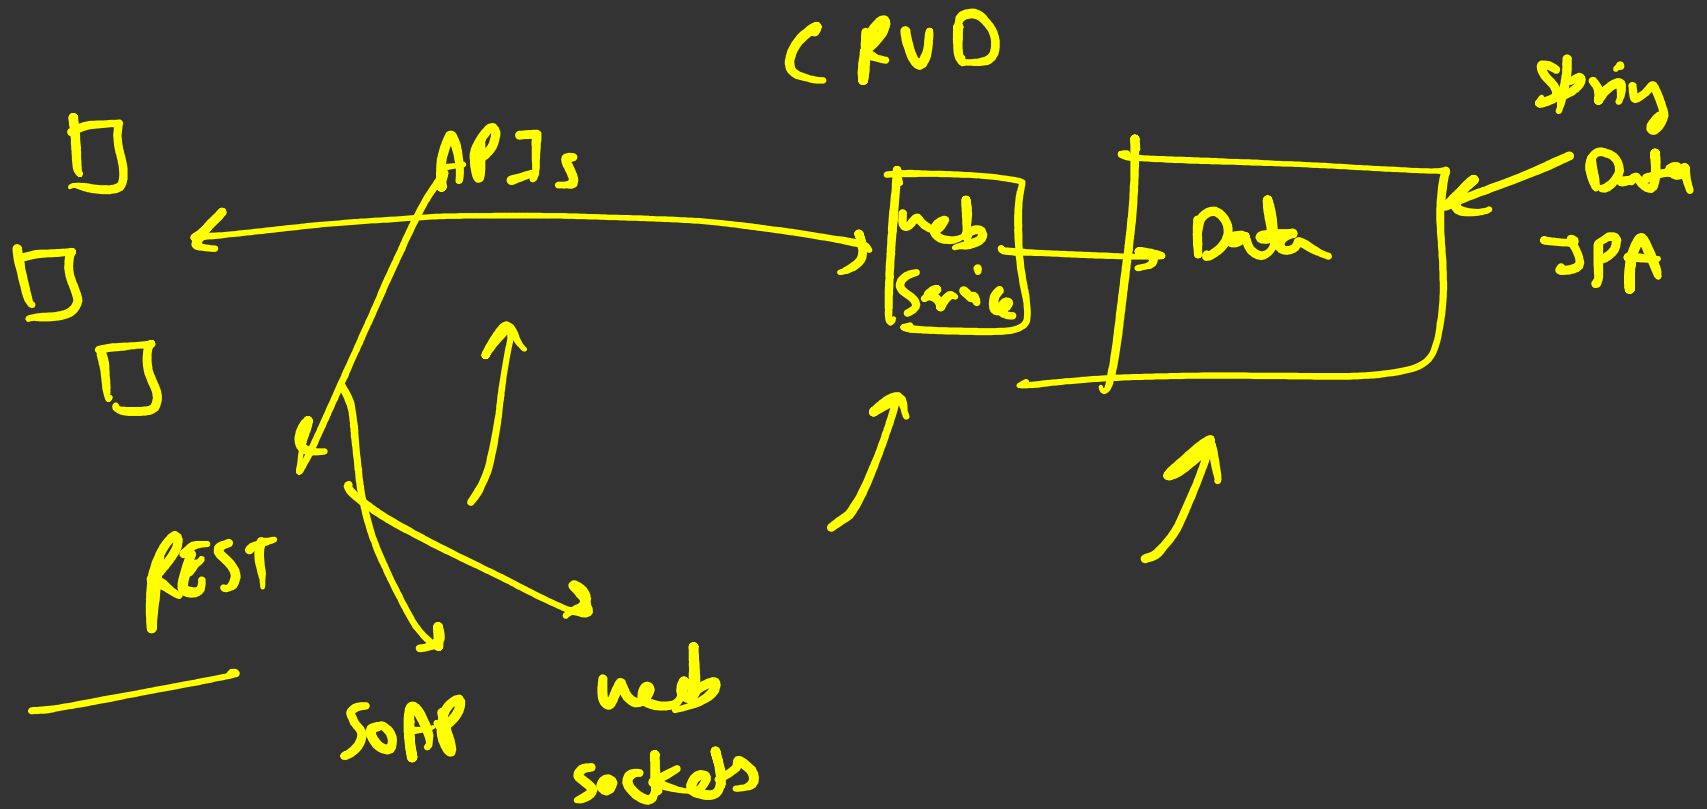 CRUD
Spring
Data
JPA
APIs
web
Service
Data
REST
SOAP
web
sockets